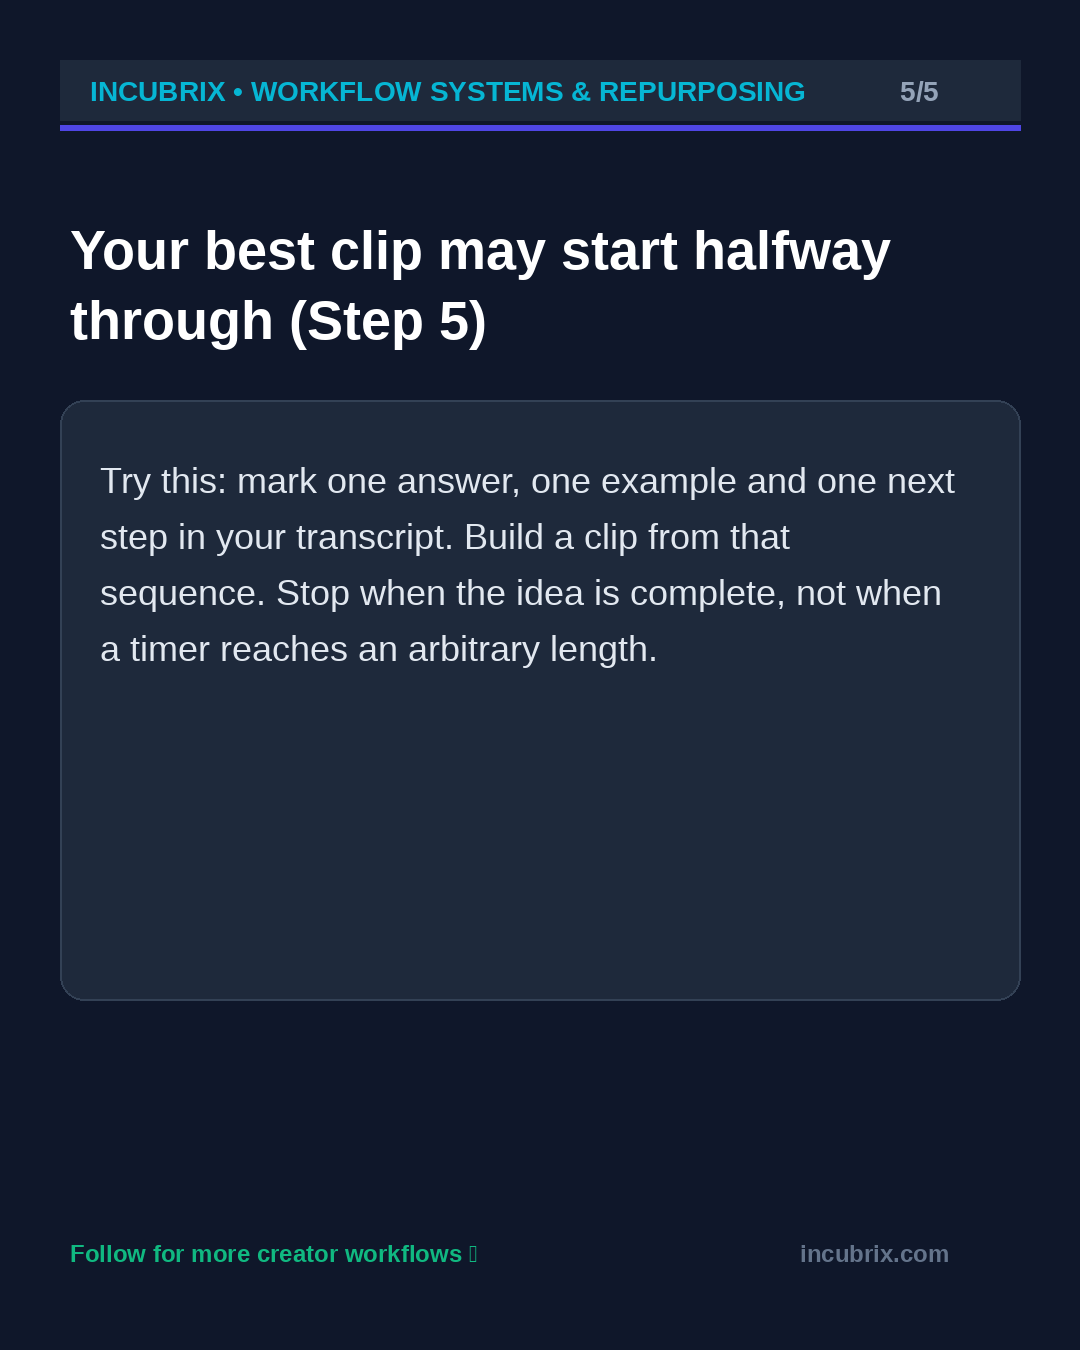 INCUBRIX • WORKFLOW SYSTEMS & REPURPOSING 5/5
Your best clip may start halfway
through (Step 5)
Try this: mark one answer, one example and one next
step in your transcript. Build a clip from that
sequence. Stop when the idea is complete, not when
a timer reaches an arbitrary length.
Follow for more creator workflows
incubrix.com